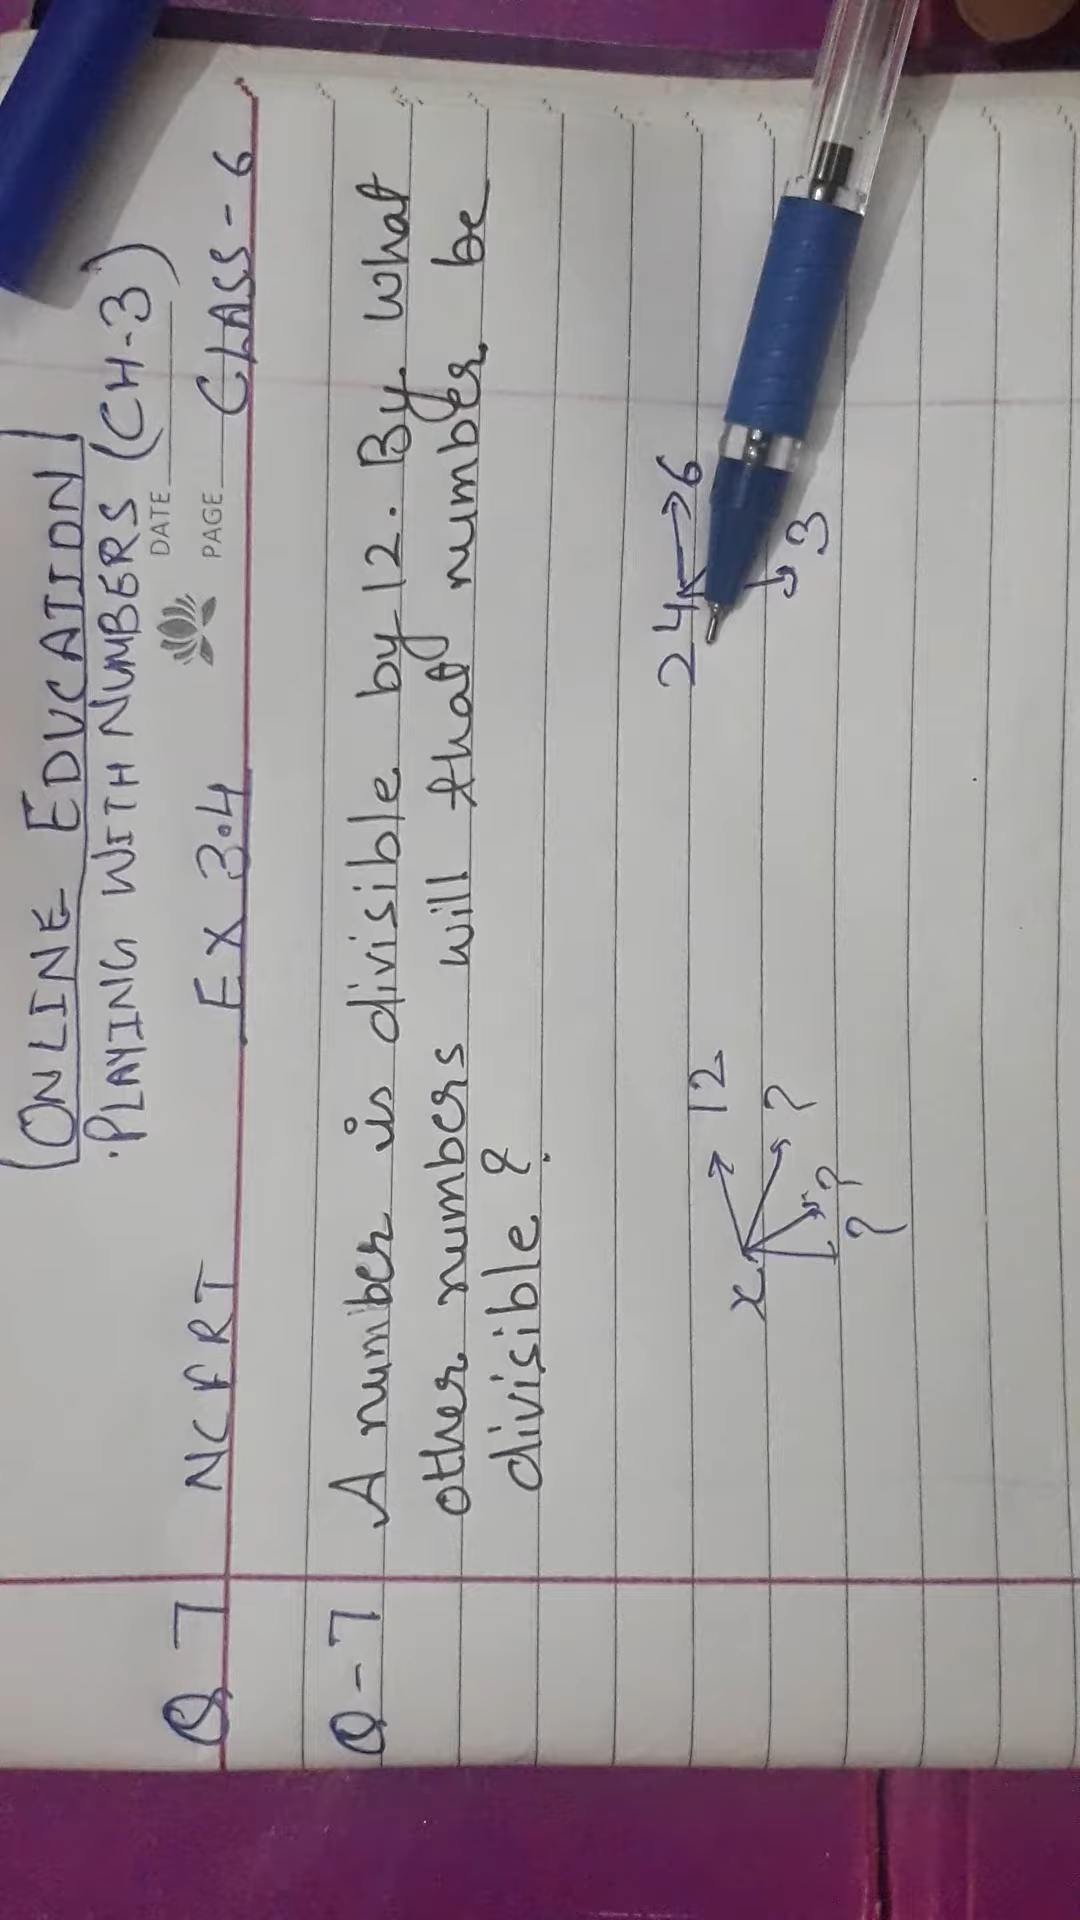 ONLINE EDUCATION
PLAYING WITH NUMBERS (CH-3)
DATE
Q 7 NCERT EX 3.4 PAGE CLASS-6
Q-7 A number is divisible by 12. By what
other numbers will that number be
divisible ?
x 12 ? ? ?
24 6 3